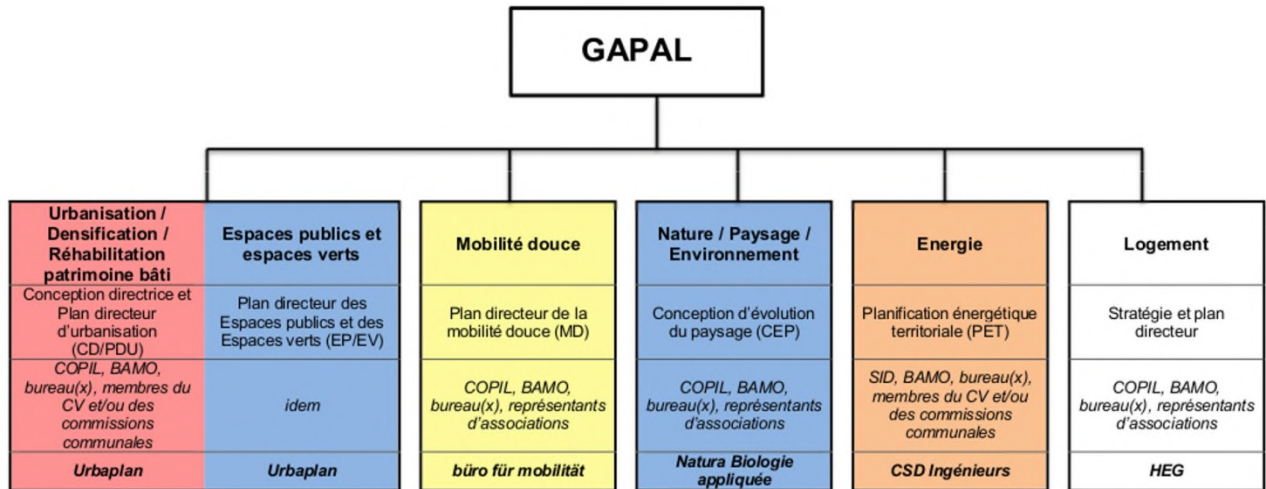 GAPAL
Urbanisation /
Densification /
Réhabilitation
patrimoine bâti
Conception directrice et
Plan directeur
d'urbanisation
(CD/PDU)
COPIL, BAMO,
bureau(x), membres du
CV et/ou des
commissions
communales
Urbaplan
Espaces publics et
espaces verts
Plan directeur des
Espaces publics et des
Espaces verts (EP/EV)
idem
Urbaplan
Mobilité douce
Plan directeur de la
mobilité douce (MD)
COPIL, BAMO,
bureau(x), représentants
d'associations
büro für mobilität
Nature / Paysage /
Environnement
Conception d'évolution
du paysage (CEP)
COPIL, BAMO,
bureau(x), représentants
d'associations
Natura Biologie
appliquée
Energie
Planification énergétique
territoriale (PET)
SID, BAMO, bureau(x),
membres du CV et/ou
des commissions
communales
CSD Ingénieurs
Logement
Stratégie et plan
directeur
COPIL, BAMO,
bureau(x), représentants
d'associations
HEG